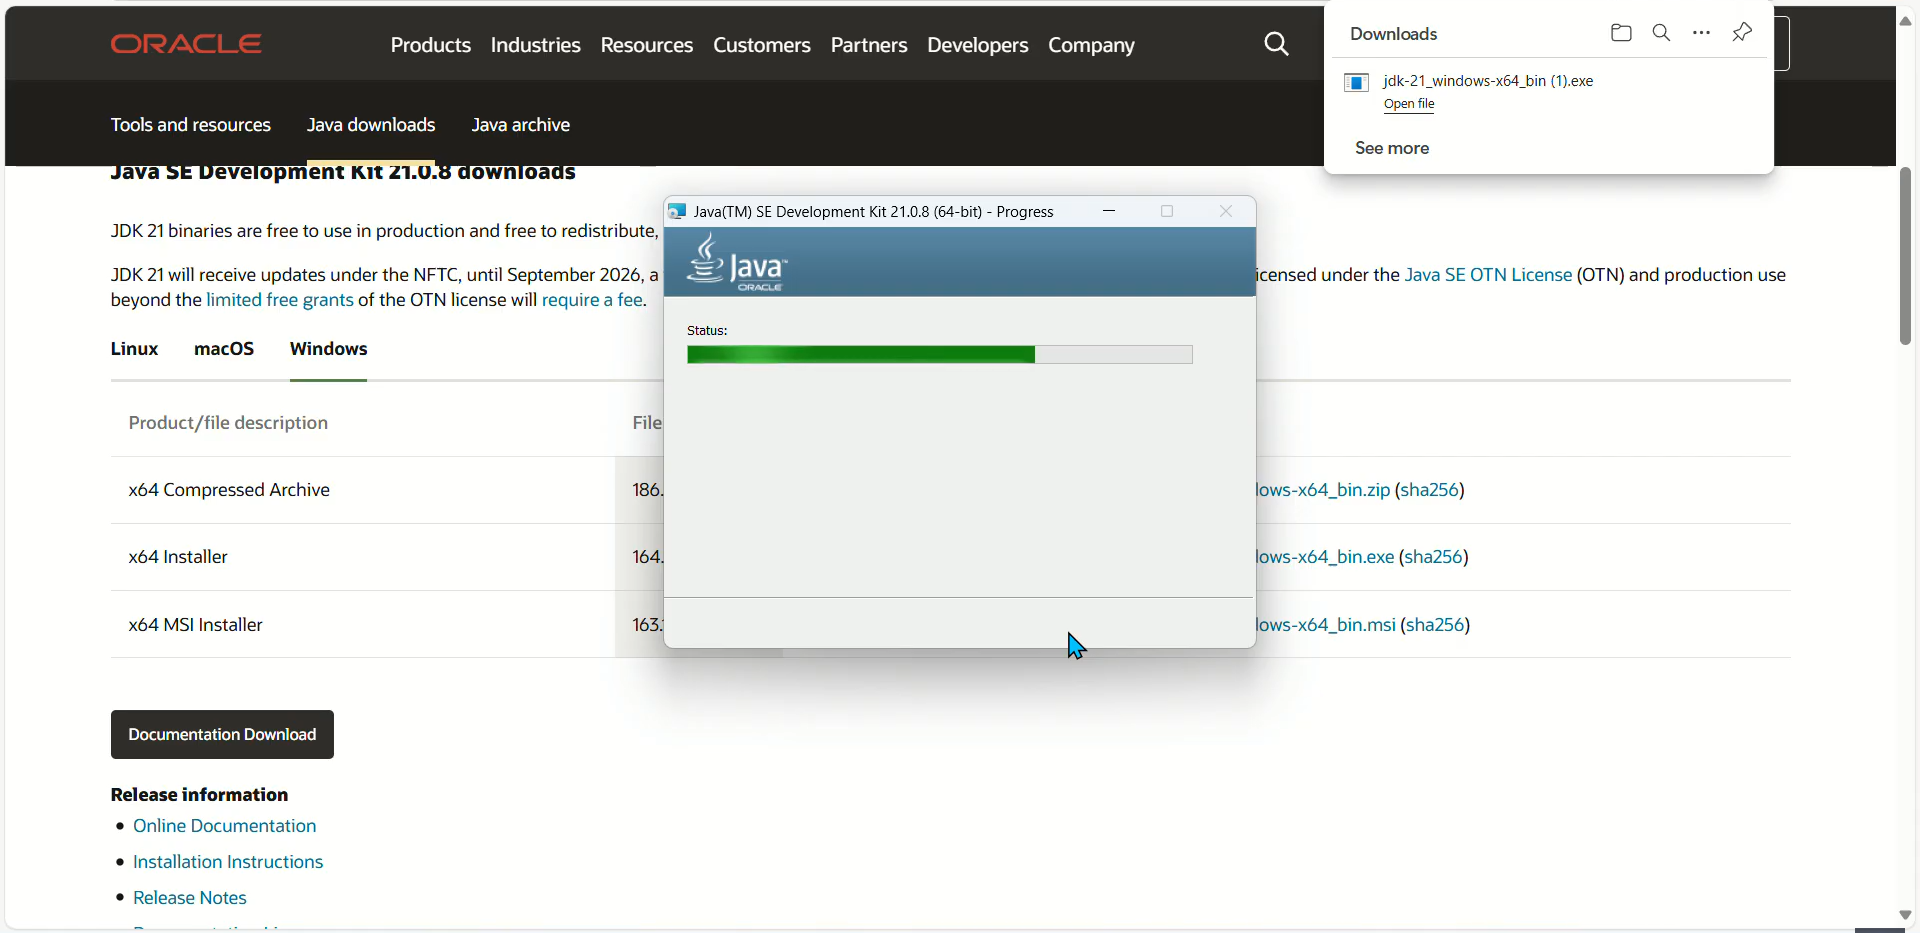 ORACLE
Products Industries Resources Customers Partners Developers Company
Tools and resources Java downloads Java archive
Downloads
jdk-21_windows-x64_bin (1).exe
Open file
See more
Java SE Development Kit 21.0.8 downloads
JDK 21 binaries are free to use in production and free to redistribute,
JDK 21 will receive updates under the NFTC, until September 2026, a
icensed under the Java SE OTN License (OTN) and production use
beyond the limited free grants of the OTN license will require a fee.
Java(TM) SE Development Kit 21.0.8 (64-bit) - Progress
Java™
ORACLE
Status:
Linux macOS Windows
Product/file description File
x64 Compressed Archive 186. lows-x64_bin.zip (sha256)
x64 Installer 164. lows-x64_bin.exe (sha256)
x64 MSI Installer 163. lows-x64_bin.msi (sha256)
Documentation Download
Release information
Online Documentation
Installation Instructions
Release Notes